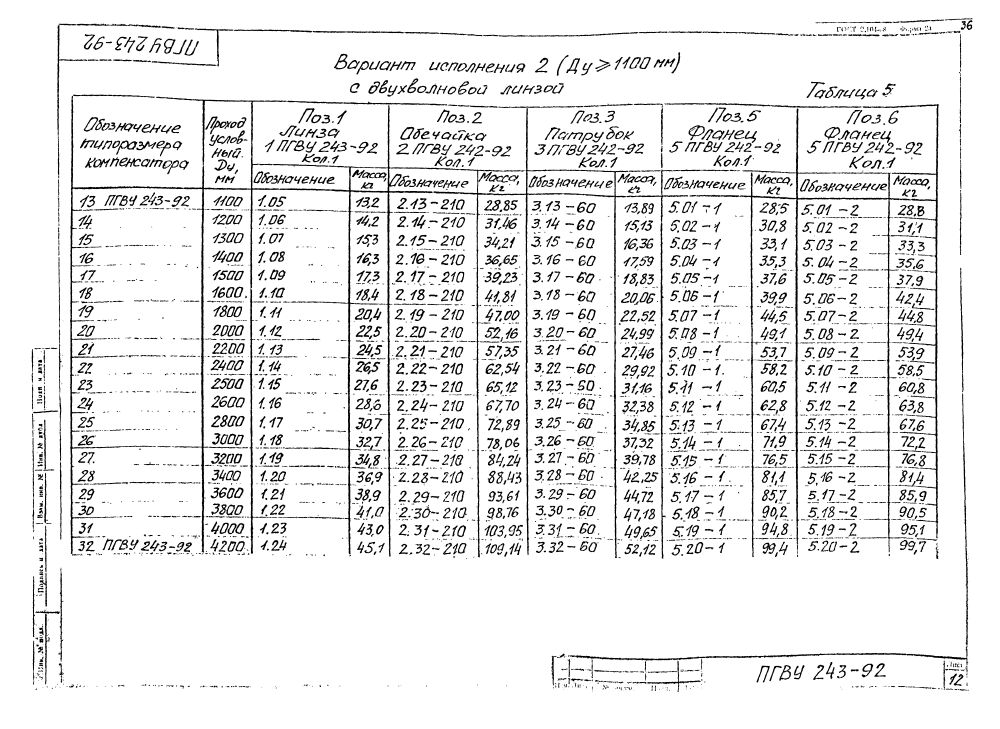 36
ГОСТ 2.104-68 Форма 2а
ПГВУ 243-92
Вариант исполнения 2 (Ду ≥ 1100 мм)
с двухволновой линзой
Таблица 5
Обозначение типоразмера компенсатора | Проход условный. Ду, мм | Поз.1 Линза 1 ПГВУ 243-92 Кол.1 | Поз.2 Обечайка 2 ПГВУ 242-92 Кол.1 | Поз.3 Патрубок 3 ПГВУ 242-92 Кол.1 | Поз.5 Фланец 5 ПГВУ 242-92 Кол.1 | Поз.6 Фланец 5 ПГВУ 242-92 Кол.1
Обозначение | Масса, кг | Обозначение | Масса, кг | Обозначение | Масса, кг | Обозначение | Масса, кг | Обозначение | Масса, кг
13 ПГВУ 243-92 | 1100 | 1.05 | 13,2 | 2.13-210 | 28,85 | 3.13-60 | 13,89 | 5.01-1 | 28,5 | 5.01-2 | 28,8
14 | 1200 | 1.06 | 14,2 | 2.14-210 | 31,46 | 3.14-60 | 15,13 | 5.02-1 | 30,8 | 5.02-2 | 31,1
15 | 1300 | 1.07 | 15,3 | 2.15-210 | 34,21 | 3.15-60 | 16,36 | 5.03-1 | 33,1 | 5.03-2 | 33,3
16 | 1400 | 1.08 | 16,3 | 2.16-210 | 36,65 | 3.16-60 | 17,59 | 5.04-1 | 35,3 | 5.04-2 | 35,6
17 | 1500 | 1.09 | 17,3 | 2.17-210 | 39,23 | 3.17-60 | 18,83 | 5.05-1 | 37,6 | 5.05-2 | 37,9
18 | 1600 | 1.10 | 18,4 | 2.18-210 | 41,81 | 3.18-60 | 20,06 | 5.06-1 | 39,9 | 5.06-2 | 42,4
19 | 1800 | 1.11 | 20,4 | 2.19-210 | 47,00 | 3.19-60 | 22,52 | 5.07-1 | 44,5 | 5.07-2 | 44,8
20 | 2000 | 1.12 | 22,5 | 2.20-210 | 52,16 | 3.20-60 | 24,99 | 5.08-1 | 49,1 | 5.08-2 | 49,4
21 | 2200 | 1.13 | 24,5 | 2.21-210 | 57,35 | 3.21-60 | 27,46 | 5.09-1 | 53,7 | 5.09-2 | 53,9
22 | 2400 | 1.14 | 26,5 | 2.22-210 | 62,54 | 3.22-60 | 29,92 | 5.10-1 | 58,2 | 5.10-2 | 58,5
23 | 2500 | 1.15 | 27,6 | 2.23-210 | 65,12 | 3.23-60 | 31,16 | 5.11-1 | 60,5 | 5.11-2 | 60,8
24 | 2600 | 1.16 | 28,6 | 2.24-210 | 67,70 | 3.24-60 | 32,38 | 5.12-1 | 62,8 | 5.12-2 | 63,8
25 | 2800 | 1.17 | 30,7 | 2.25-210 | 72,89 | 3.25-60 | 34,85 | 5.13-1 | 67,4 | 5.13-2 | 67,6
26 | 3000 | 1.18 | 32,7 | 2.26-210 | 78,06 | 3.26-60 | 37,32 | 5.14-1 | 71,9 | 5.14-2 | 72,2
27 | 3200 | 1.19 | 34,8 | 2.27-210 | 84,24 | 3.27-60 | 39,78 | 5.15-1 | 76,5 | 5.15-2 | 76,8
28 | 3400 | 1.20 | 36,9 | 2.28-210 | 88,43 | 3.28-60 | 42,25 | 5.16-1 | 81,1 | 5.16-2 | 81,4
29 | 3600 | 1.21 | 38,9 | 2.29-210 | 93,61 | 3.29-60 | 44,72 | 5.17-1 | 85,7 | 5.17-2 | 85,9
30 | 3800 | 1.22 | 41,0 | 2.30-210 | 98,76 | 3.30-60 | 47,18 | 5.18-1 | 90,2 | 5.18-2 | 90,5
31 | 4000 | 1.23 | 43,0 | 2.31-210 | 103,95 | 3.31-60 | 49,65 | 5.19-1 | 94,8 | 5.19-2 | 95,1
32 ПГВУ 243-92 | 4200 | 1.24 | 45,1 | 2.32-210 | 109,14 | 3.32-60 | 52,12 | 5.20-1 | 99,4 | 5.20-2 | 99,7
Подп. и дата
Инв. № дубл.
Взам. инв. №
Подпись и дата
Инв. № подл.
ПГВУ 243-92
Лист
12